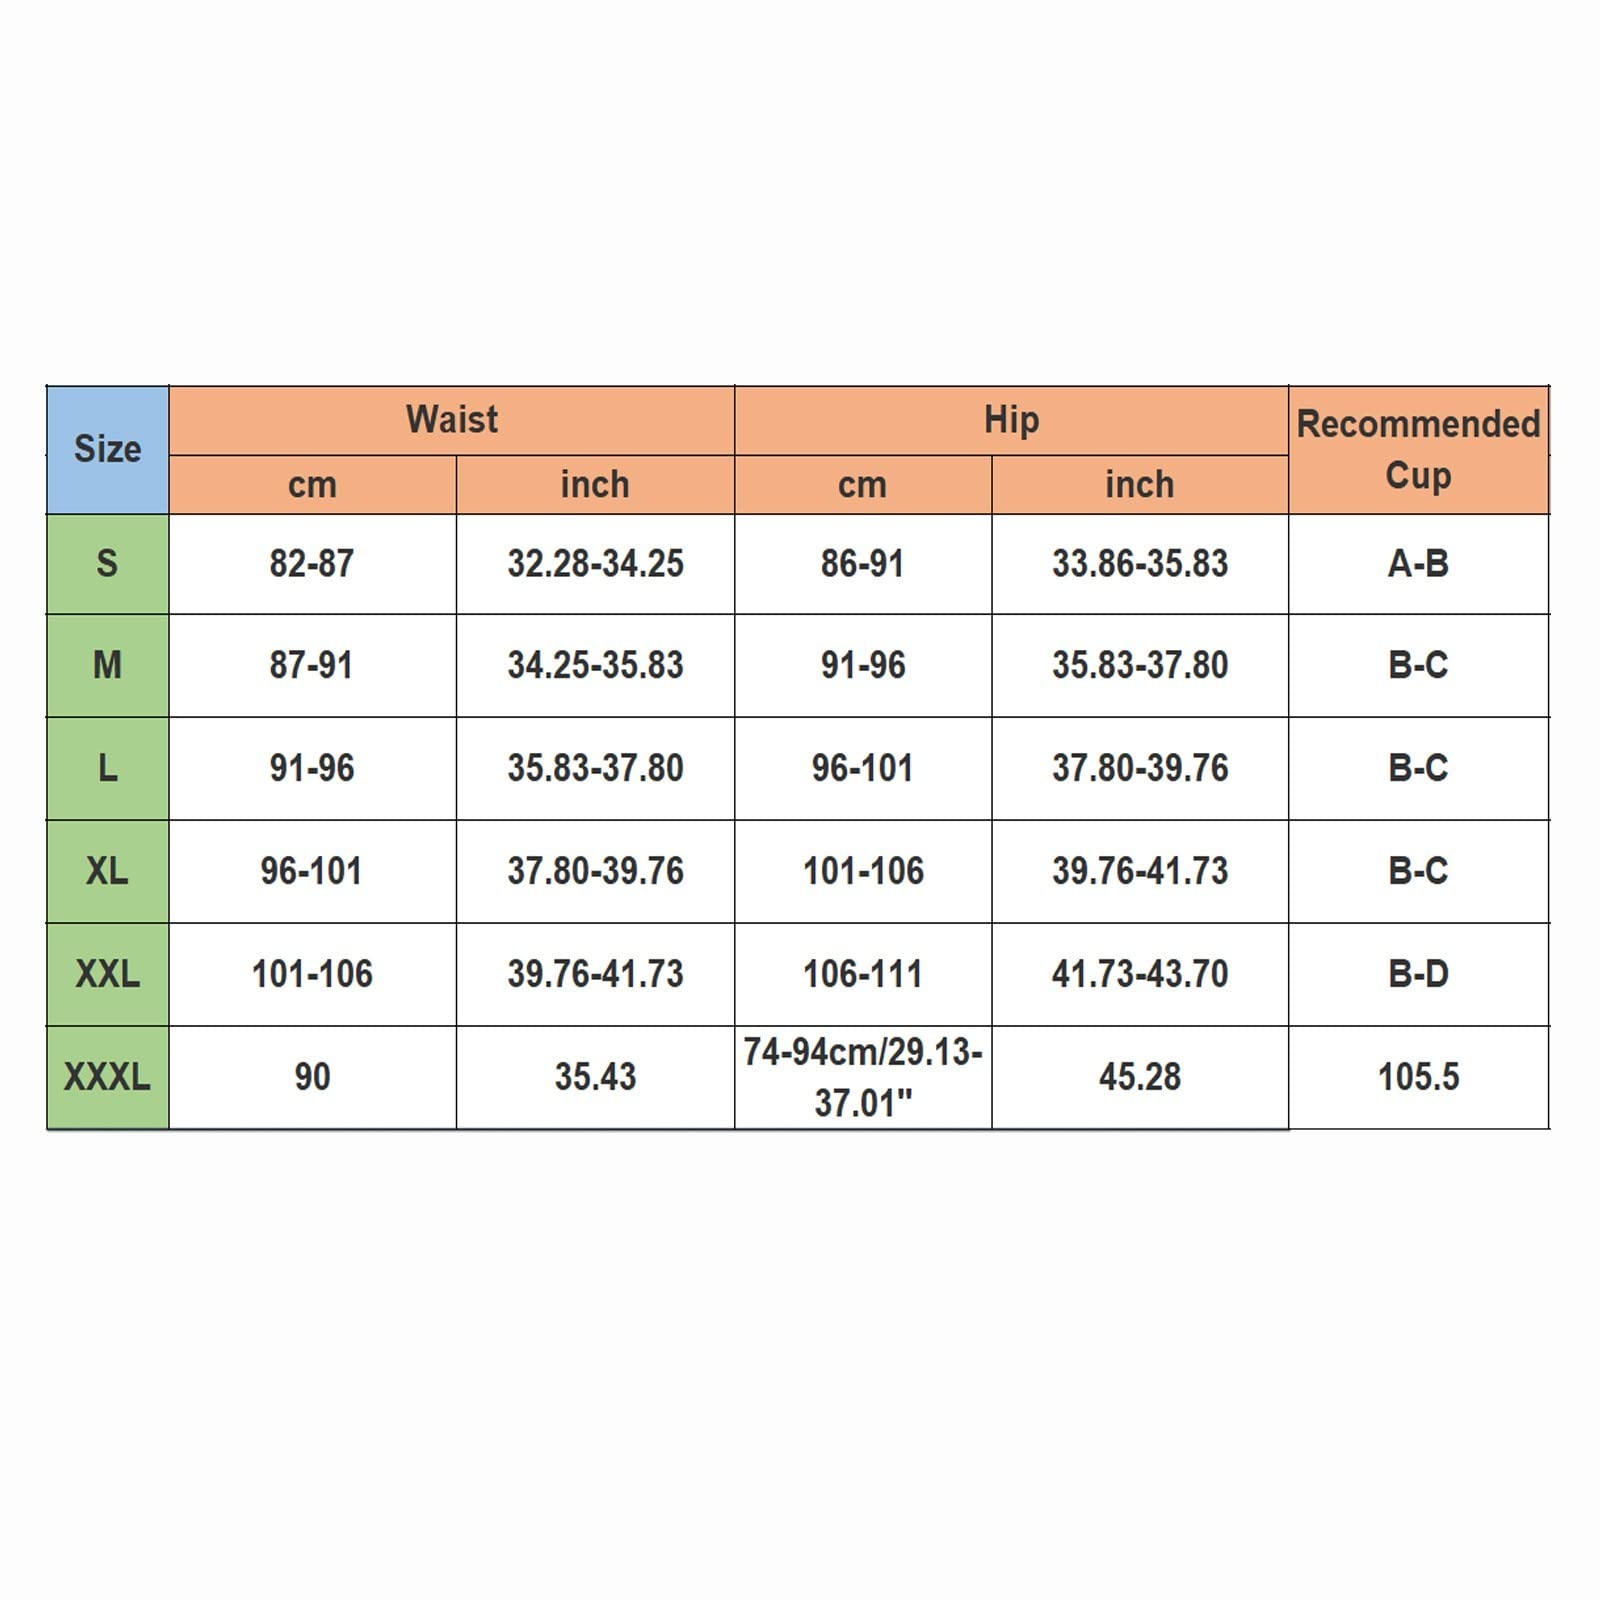 Size Waist Hip Recommended Cup
cm inch cm inch
S 82-87 32.28-34.25 86-91 33.86-35.83 A-B
M 87-91 34.25-35.83 91-96 35.83-37.80 B-C
L 91-96 35.83-37.80 96-101 37.80-39.76 B-C
XL 96-101 37.80-39.76 101-106 39.76-41.73 B-C
XXL 101-106 39.76-41.73 106-111 41.73-43.70 B-D
XXXL 90 35.43 74-94cm/29.13-37.01" 45.28 105.5